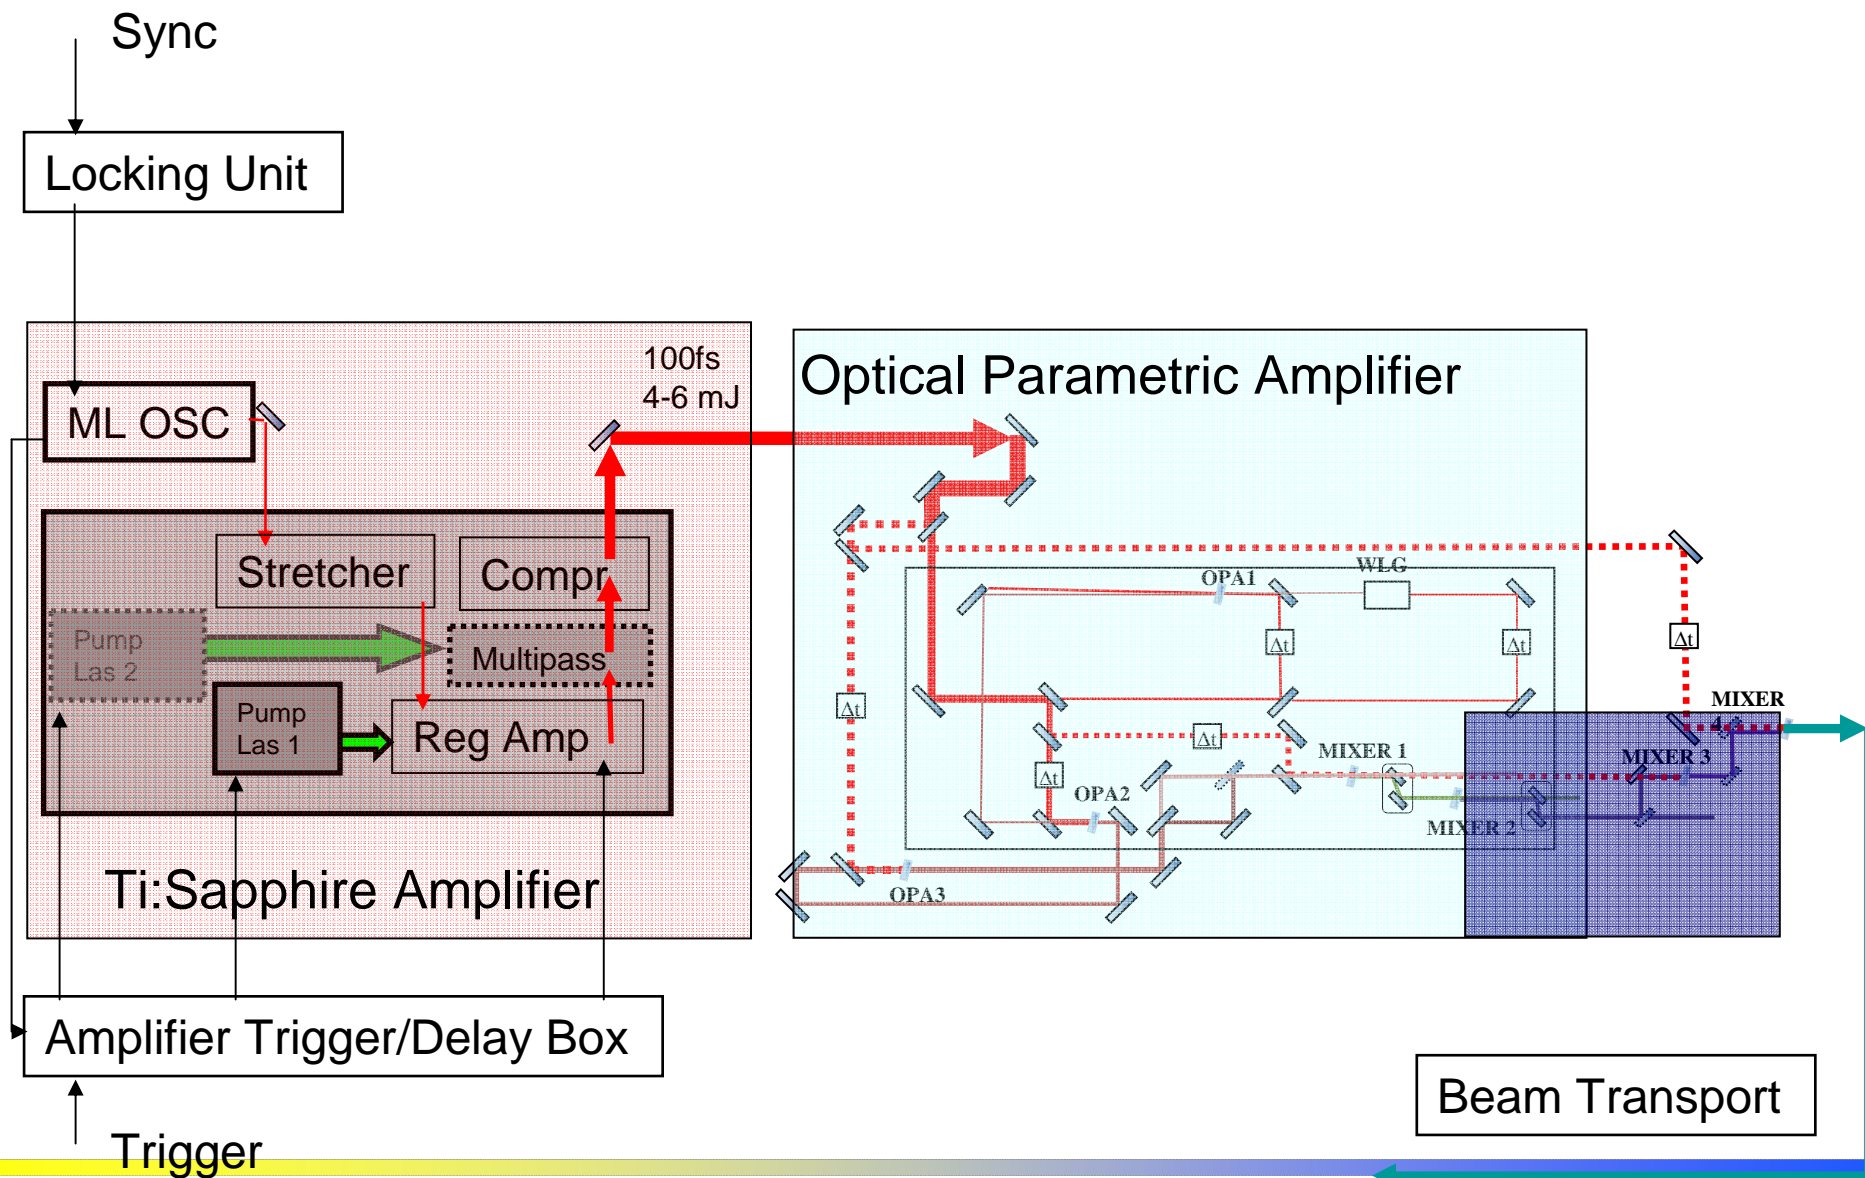 Sync
Locking Unit
100fs
4-6 mJ
Optical Parametric Amplifier
ML OSC
Stretcher
Compr
WLG
OPA1
Pump
Las 2
Multipass
Δt
Δt
Δt
Δt
Pump
Las 1
Reg Amp
MIXER
4
Δt
MIXER 1
MIXER 3
Δt
OPA2
MIXER 2
Ti:Sapphire Amplifier
OPA3
Amplifier Trigger/Delay Box
Beam Transport
Trigger